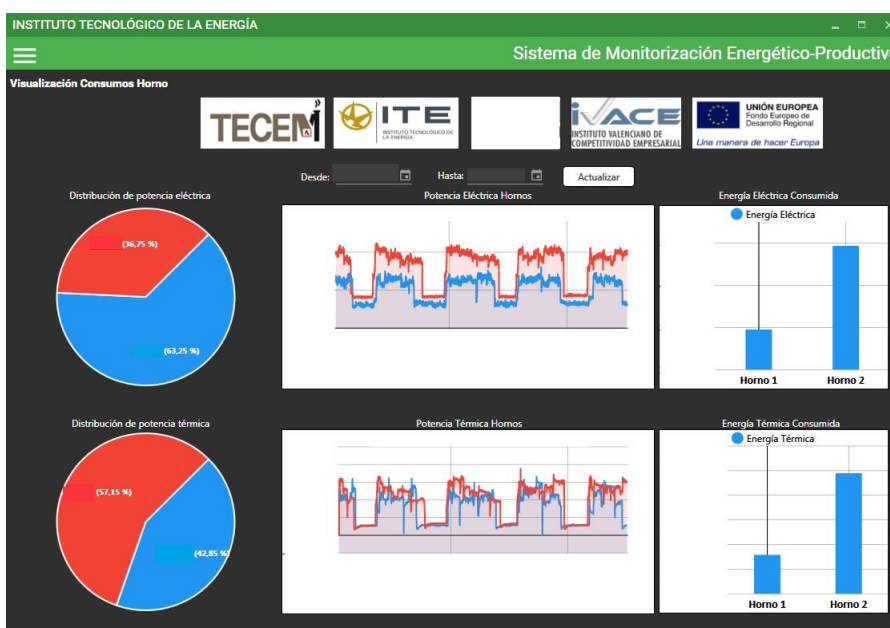 INSTITUTO TECNOLÓGICO DE LA ENERGÍA
Sistema de Monitorización Energético-Productiv
Visualización Consumos Horno
TECEM
ITE
INSTITUTO TECNOLÓGICO DE
LA ENERGÍA
iVACE
INSTITUTO VALENCIANO DE
COMPETITIVIDAD EMPRESARIAL
UNIÓN EUROPEA
Fondo Europeo de
Desarrollo Regional
Una manera de hacer Europa
Desde:
Hasta:
Actualizar
Distribución de potencia eléctrica
(36,75 %)
(63,25 %)
Potencia Eléctrica Hornos
Energía Eléctrica Consumida
Energía Eléctrica
Horno 1
Horno 2
Distribución de potencia térmica
(57,15 %)
(42,85 %)
Potencia Térmica Hornos
Energía Térmica Consumida
Energía Térmica
Horno 1
Horno 2